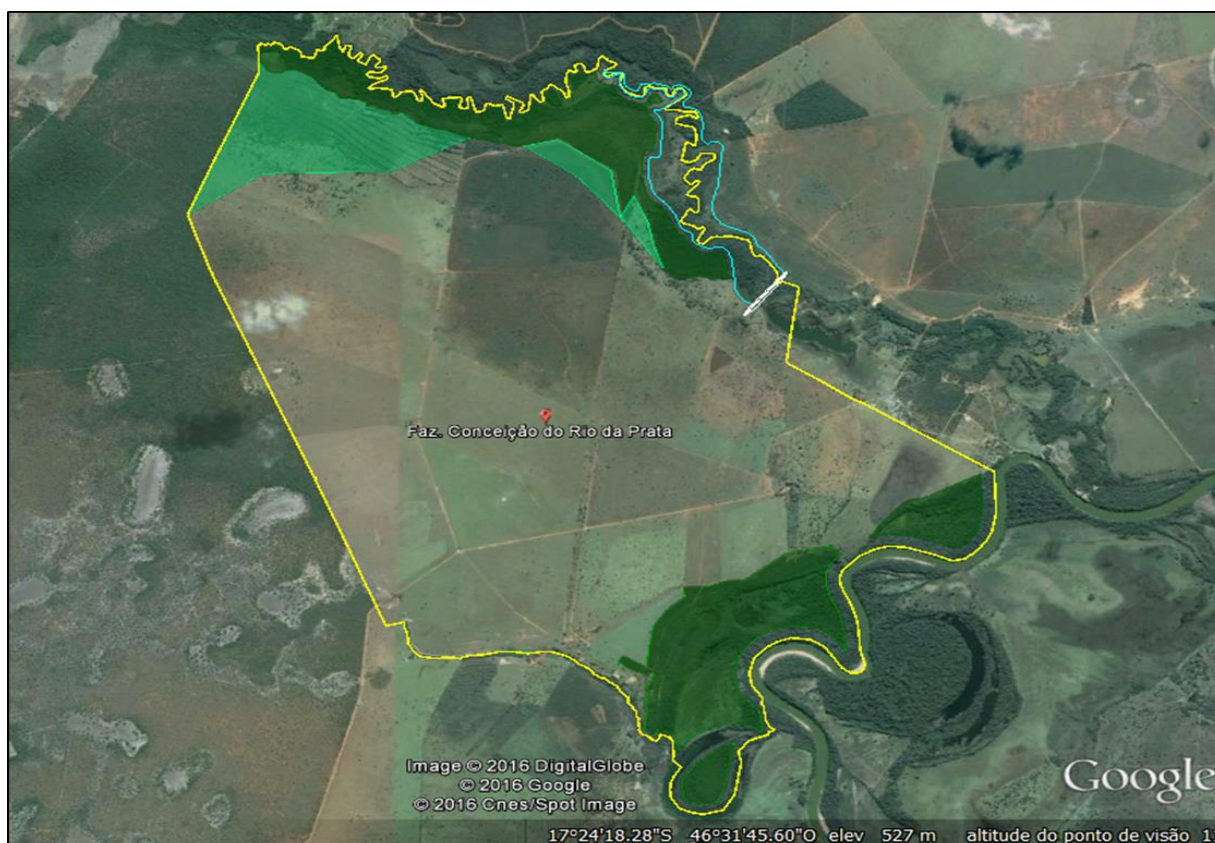 Faz. Conceição do Rio da Prata
Image © 2016 DigitalGlobe
© 2016 Google
© 2016 Cnes/Spot Image
Google
17°24'18.28"S 46°31'45.60"O elev 527 m altitude do ponto de visão 1